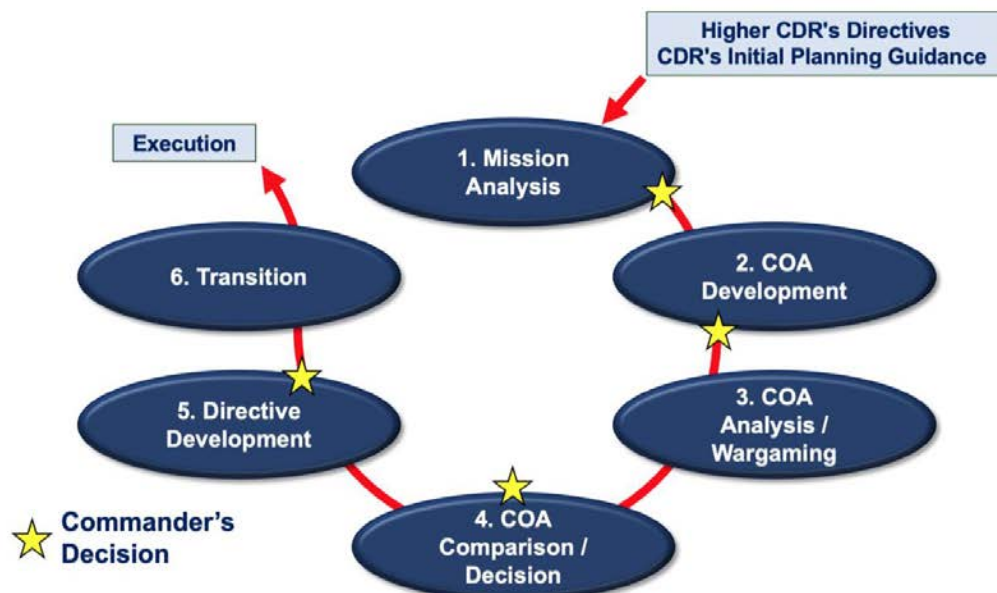 Higher CDR's Directives
CDR's Initial Planning Guidance
Execution
1. Mission
Analysis
2. COA
Development
3. COA
Analysis /
Wargaming
4. COA
Comparison /
Decision
5. Directive
Development
6. Transition
Commander's
Decision